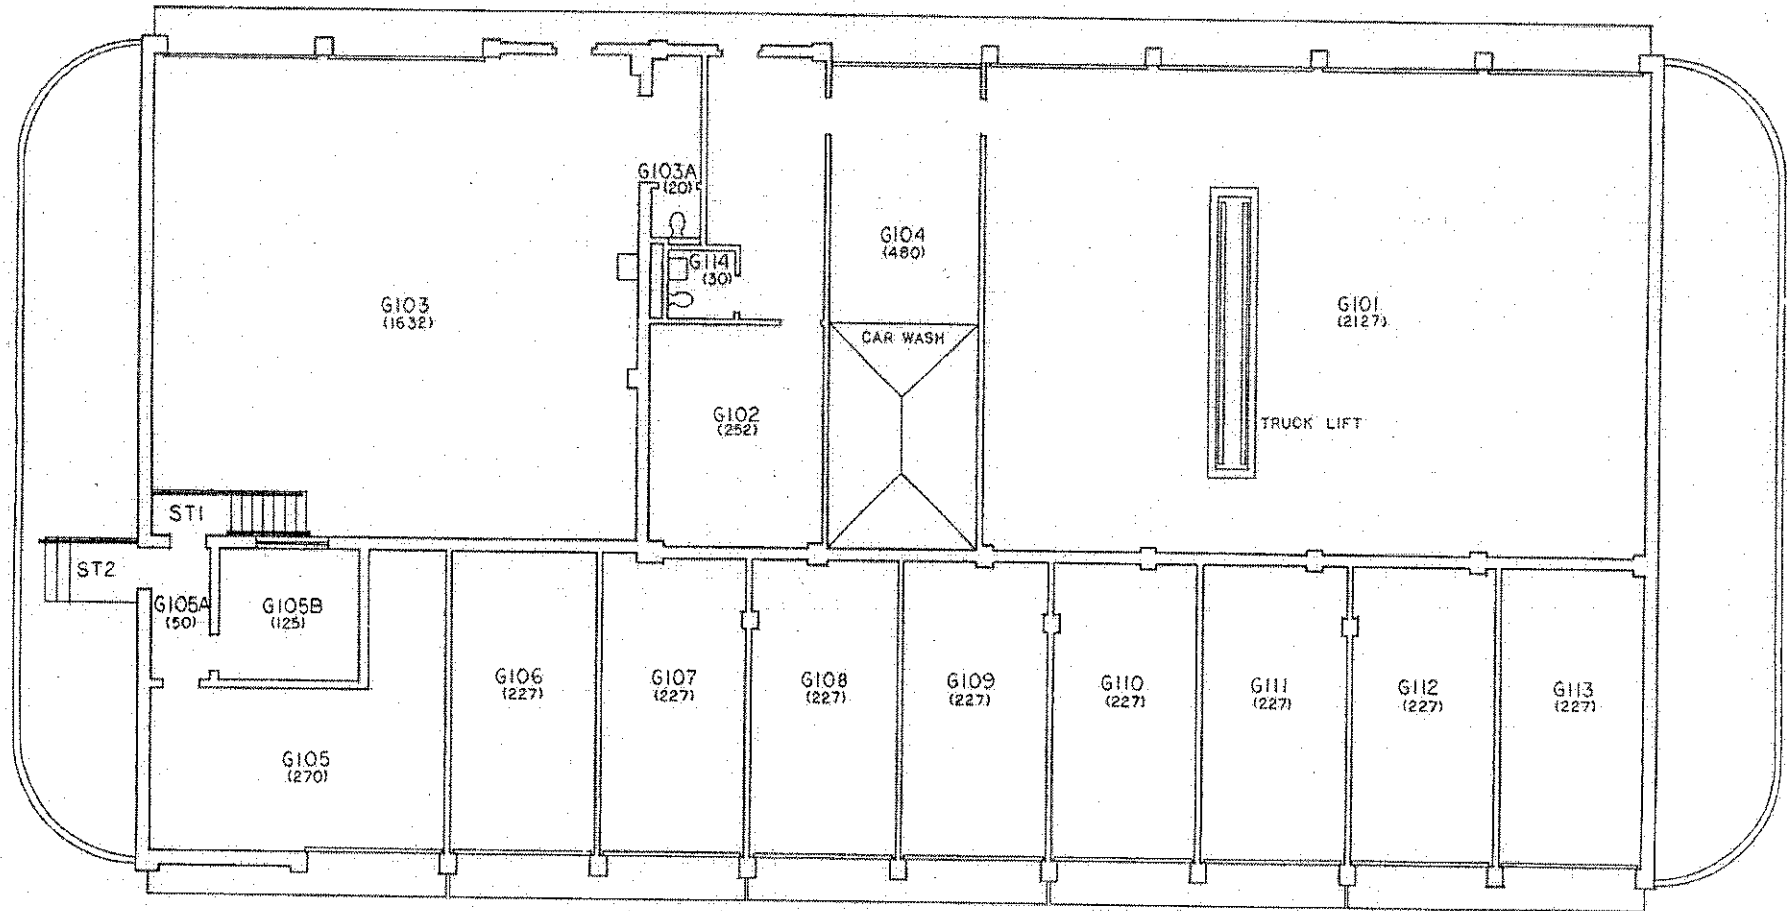 G103A
(20)
G104
(480)
G114
(30)
G103
(1632)
G101
(2127)
CAR WASH
G102
(252)
TRUCK LIFT
ST1
ST2
G105A
(50)
G105B
(125)
G106
(227)
G107
(227)
G108
(227)
G109
(227)
G110
(227)
G111
(227)
G112
(227)
G113
(227)
G105
(270)